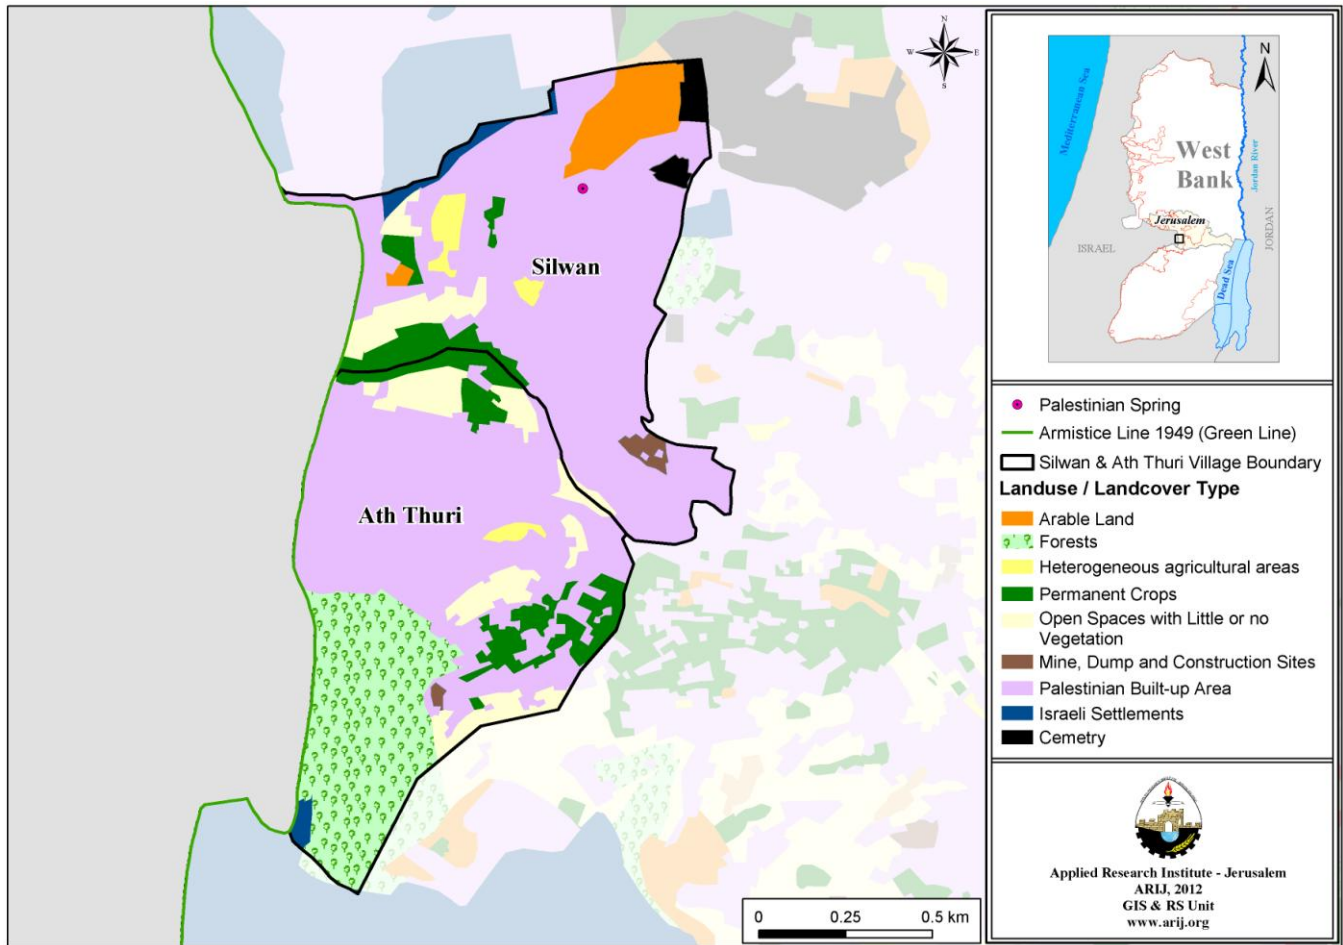 N
W
E
S
Silwan
Ath Thuri
0 0.25 0.5 km
N
Mediterranean Sea
West
Bank
Jordan River
Jerusalem
ISRAEL
JORDAN
Dead Sea
Palestinian Spring
Armistice Line 1949 (Green Line)
Silwan & Ath Thuri Village Boundary
Landuse / Landcover Type
Arable Land
Forests
Heterogeneous agricultural areas
Permanent Crops
Open Spaces with Little or no
Vegetation
Mine, Dump and Construction Sites
Palestinian Built-up Area
Israeli Settlements
Cemetry
Applied Research Institute - Jerusalem
ARIJ, 2012
GIS & RS Unit
www.arij.org